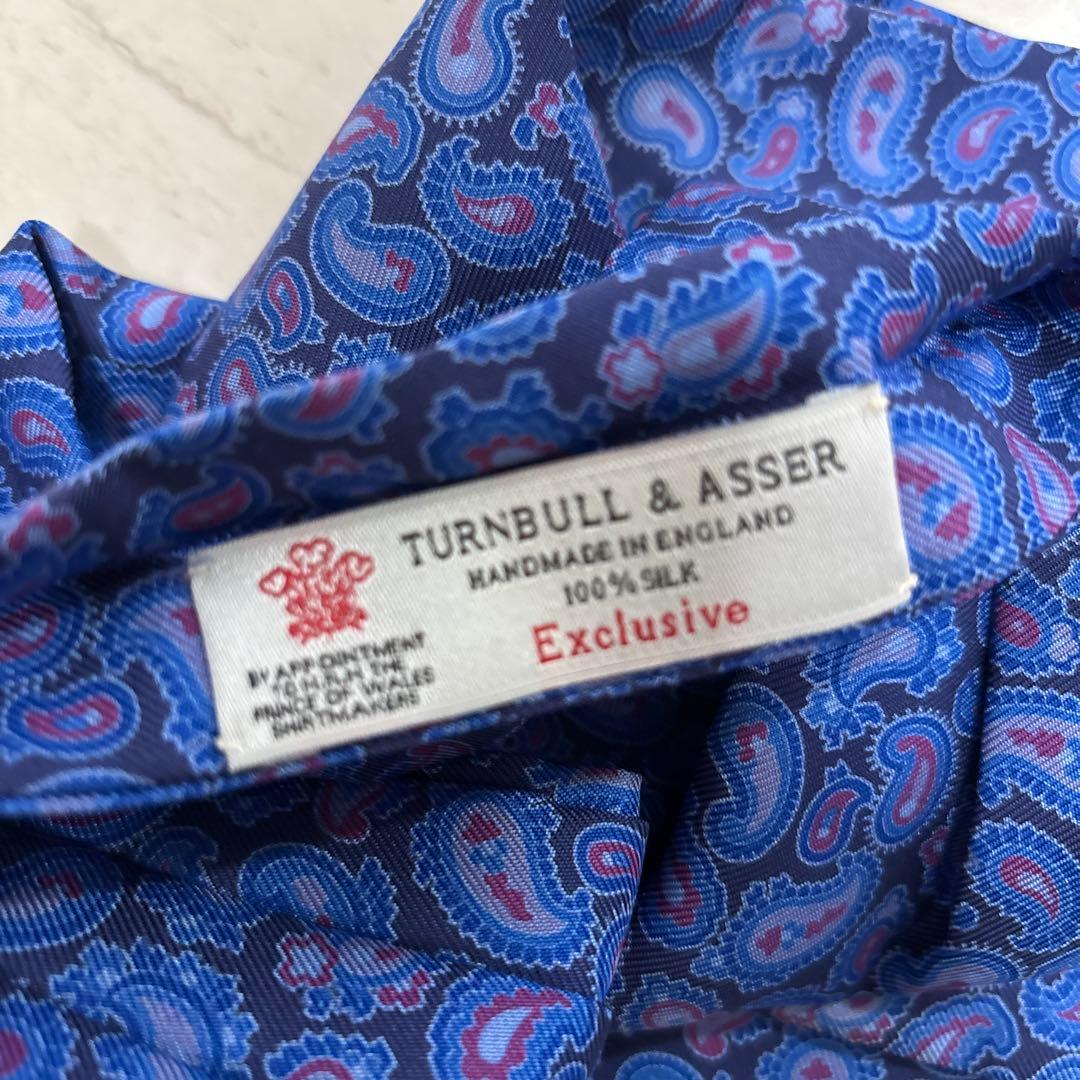 TURNBULL & ASSER
HANDMADE IN ENGLAND
100% SILK
Exclusive
BY APPOINTMENT
TO H.R.H. THE
PRINCE OF WALES
SHIRTMAKERS